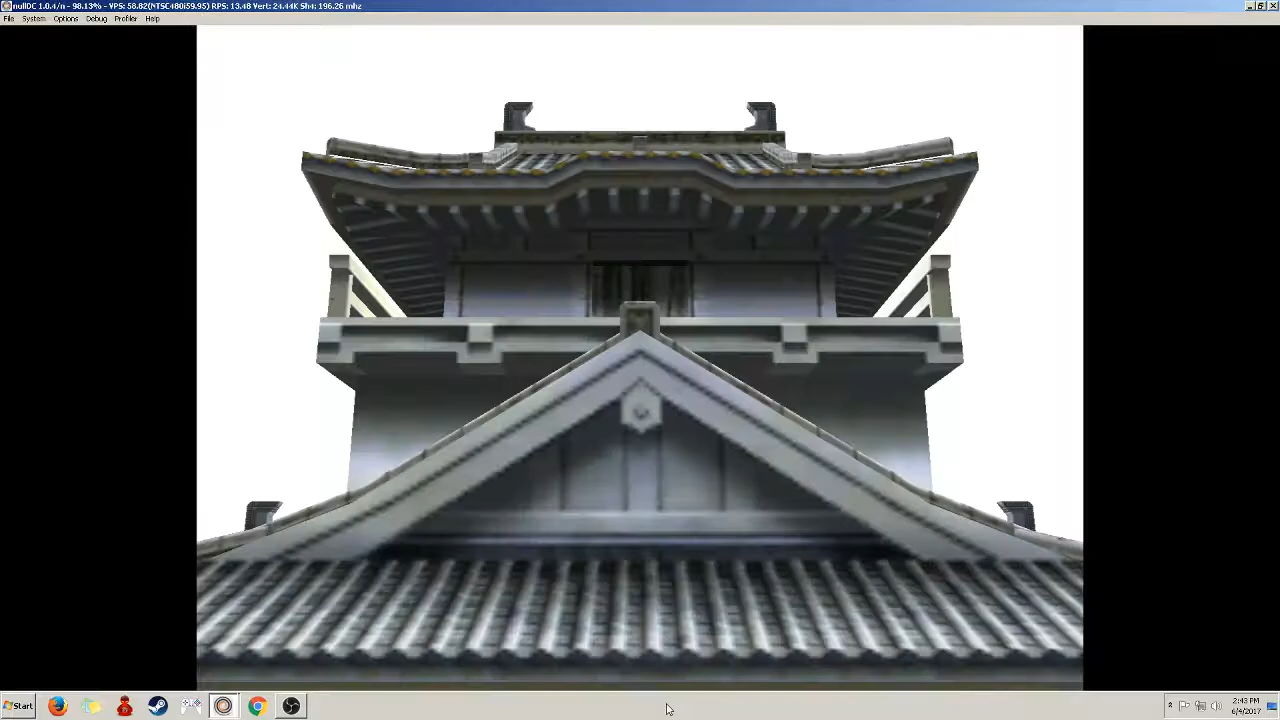 nullDC 1.0.4/n - 98.13% - VPS: 58.82(NTSC480i59.95) RPS: 13.48 Vert: 24.44K Sh4: 196.26 mhz
File System Options Debug Profiler Help
Start
2:43 PM
6/9/2017